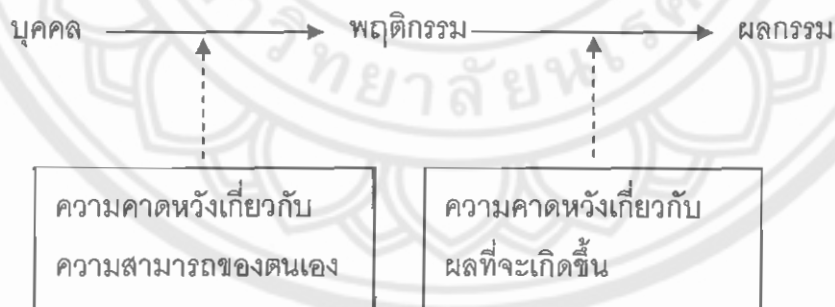 บุคคล พฤติกรรม ผลกรรม
ความคาดหวังเกี่ยวกับ
ความสามารถของตนเอง
ความคาดหวังเกี่ยวกับ
ผลที่จะเกิดขึ้น